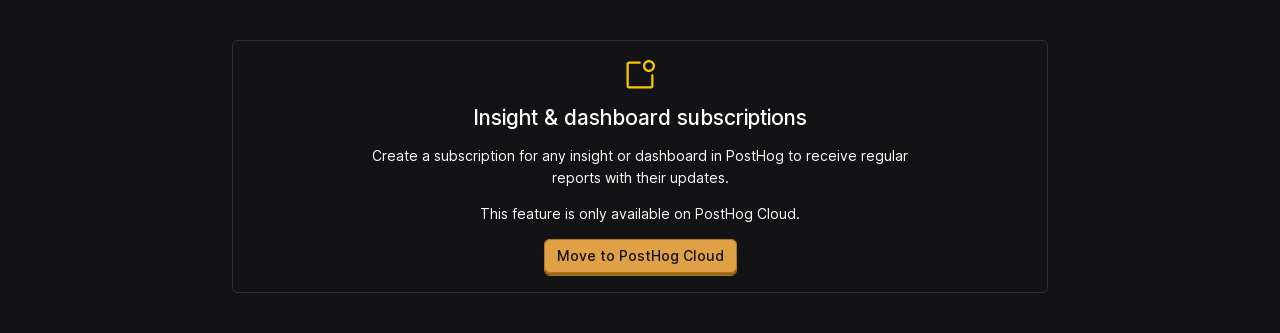 Insight & dashboard subscriptions
Create a subscription for any insight or dashboard in PostHog to receive regular
reports with their updates.
This feature is only available on PostHog Cloud.
Move to PostHog Cloud